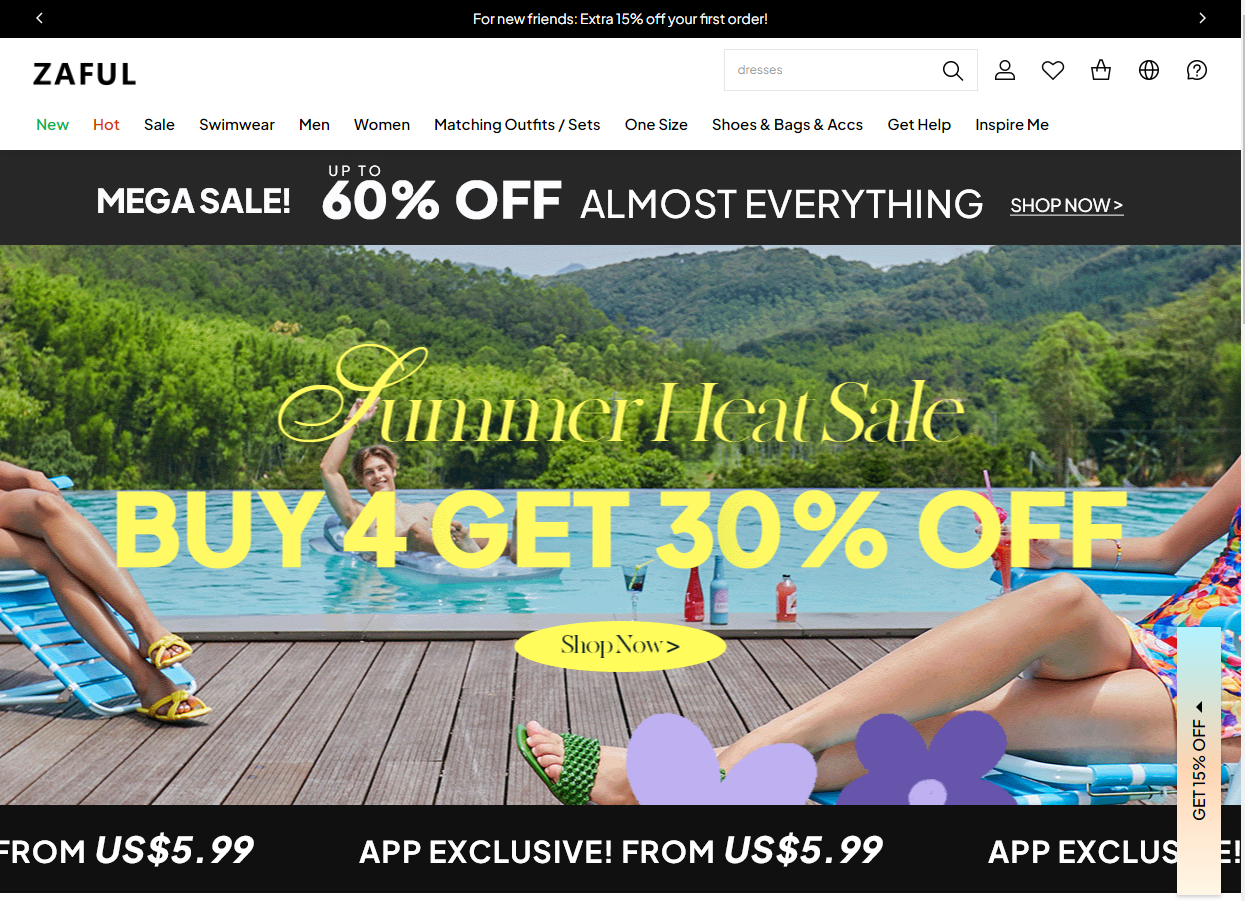 For new friends: Extra 15% off your first order!
ZAFUL
dresses
New Hot Sale Swimwear Men Women Matching Outfits / Sets One Size Shoes & Bags & Accs Get Help Inspire Me
MEGA SALE! UP TO 60% OFF ALMOST EVERYTHING SHOP NOW >
Summer Heat Sale
BUY 4 GET 30% OFF
Shop Now >
GET 15% OFF
FROM US$5.99 APP EXCLUSIVE! FROM US$5.99 APP EXCLUS E!